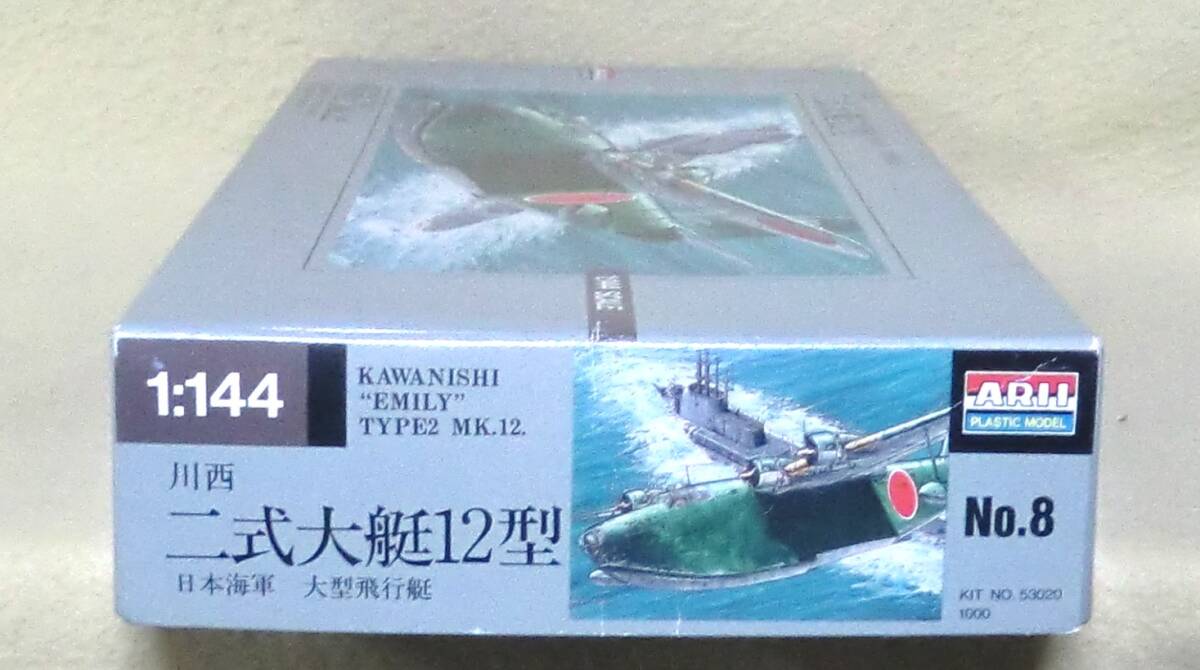 1:144
KAWANISHI
"EMILY"
TYPE2 MK.12.
川西
二式大艇12型
日本海軍 大型飛行艇
ARII
PLASTIC MODEL
No.8
KIT NO. 53020
1000